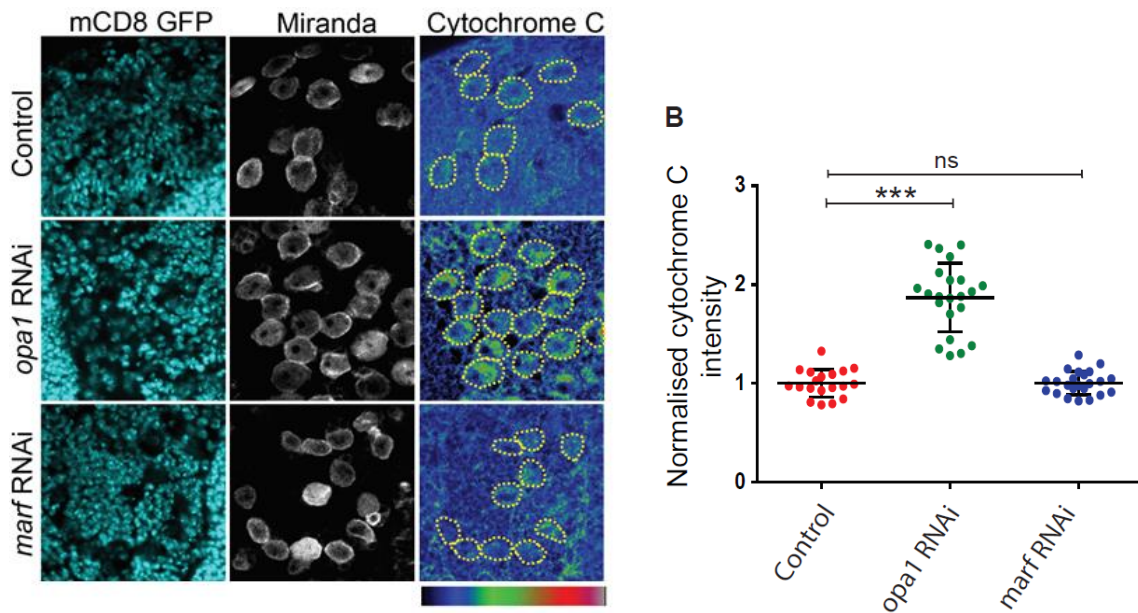 mCD8 GFP
Miranda
Cytochrome C
Control
opa1 RNAi
marf RNAi
B
ns
***
3
2
1
0
Normalised cytochrome C
intensity
Control
opa1 RNAi
marf RNAi